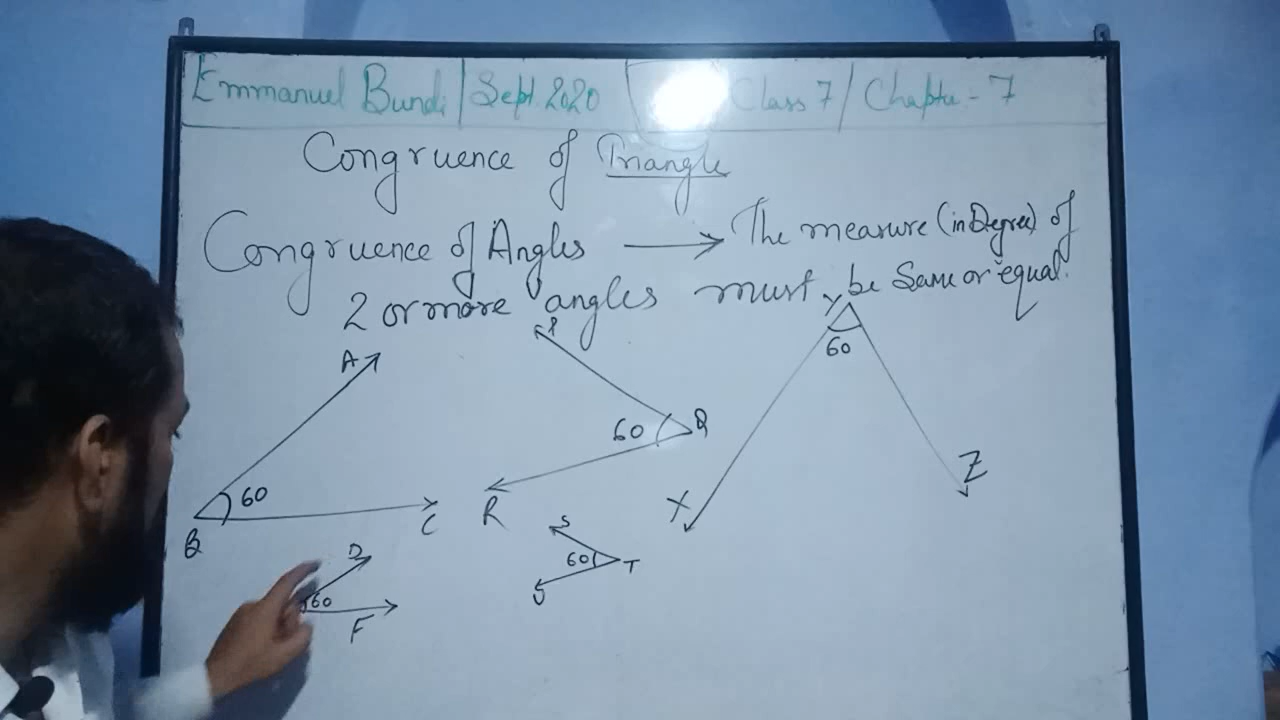 Emmanuel Bundi | Sept. 2020 Class 7 / Chapter - 7
Congruence of Triangle
Congruence of Angles → The measure (in Degree) of
2 or more angles must be Same or equal.
A
60
B
C
P
60
Q
R
Y
60
X
Z
D
60
F
S
60
T
U